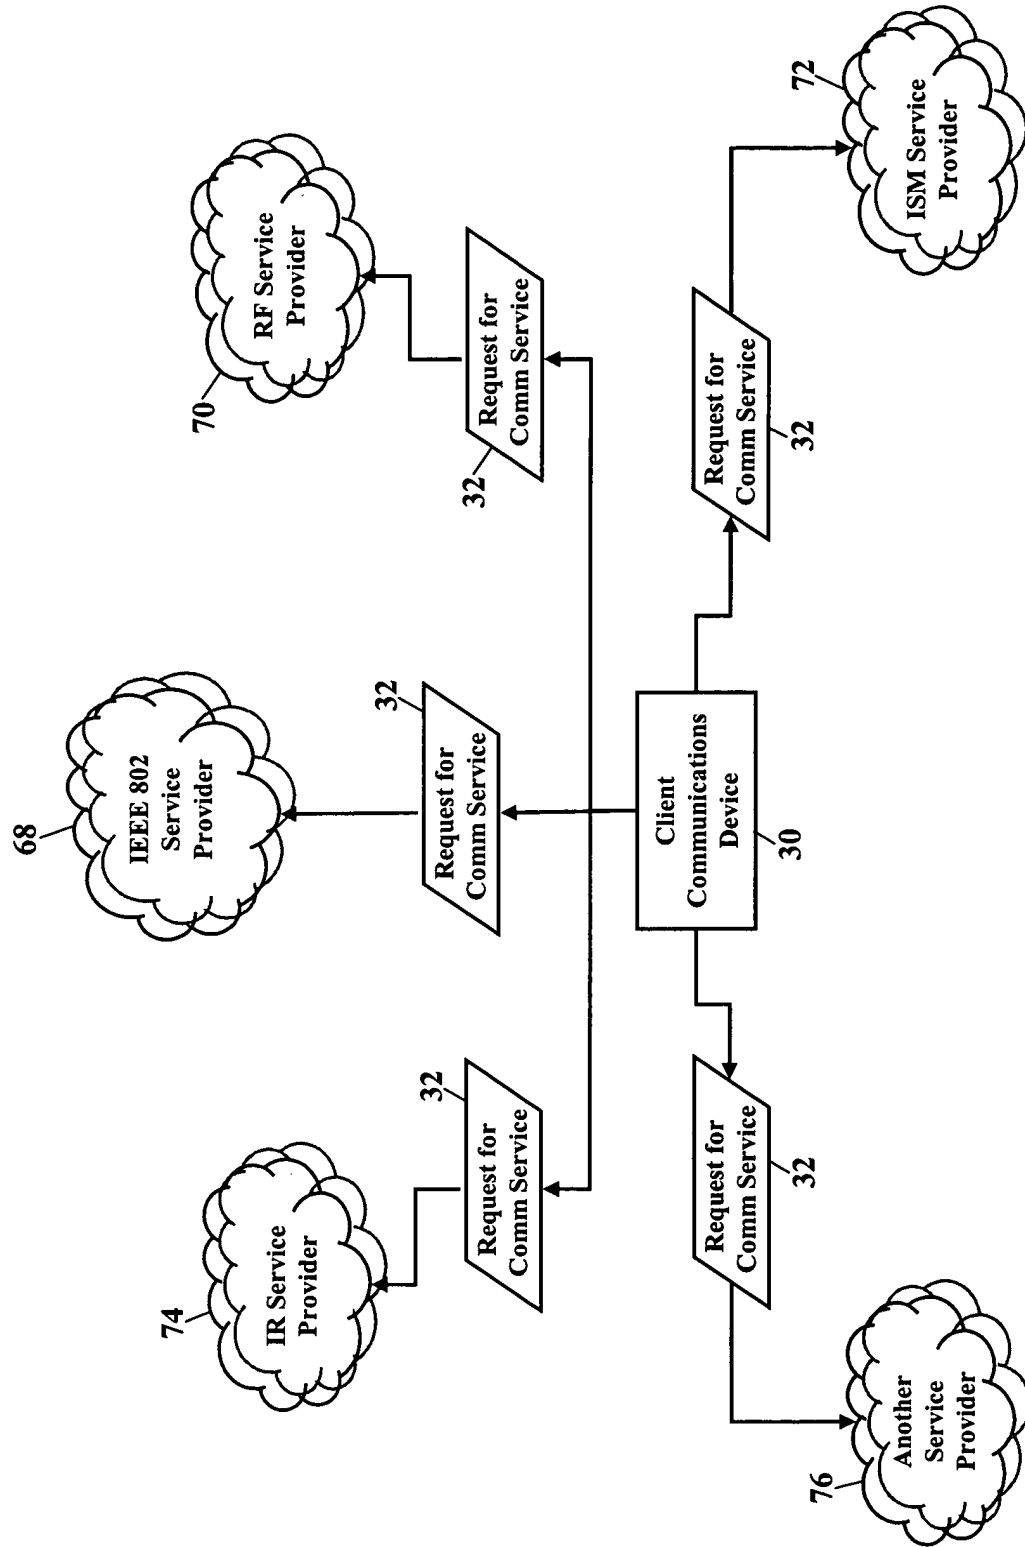 68
IEEE 802
Service
Provider
74
IR Service
Provider
70
RF Service
Provider
32
Request for
Comm Service
32
Request for
Comm Service
32
Request for
Comm Service
Client
Communications
Device
30
Request for
Comm Service
32
Request for
Comm Service
32
76
Another
Service
Provider
72
ISM Service
Provider